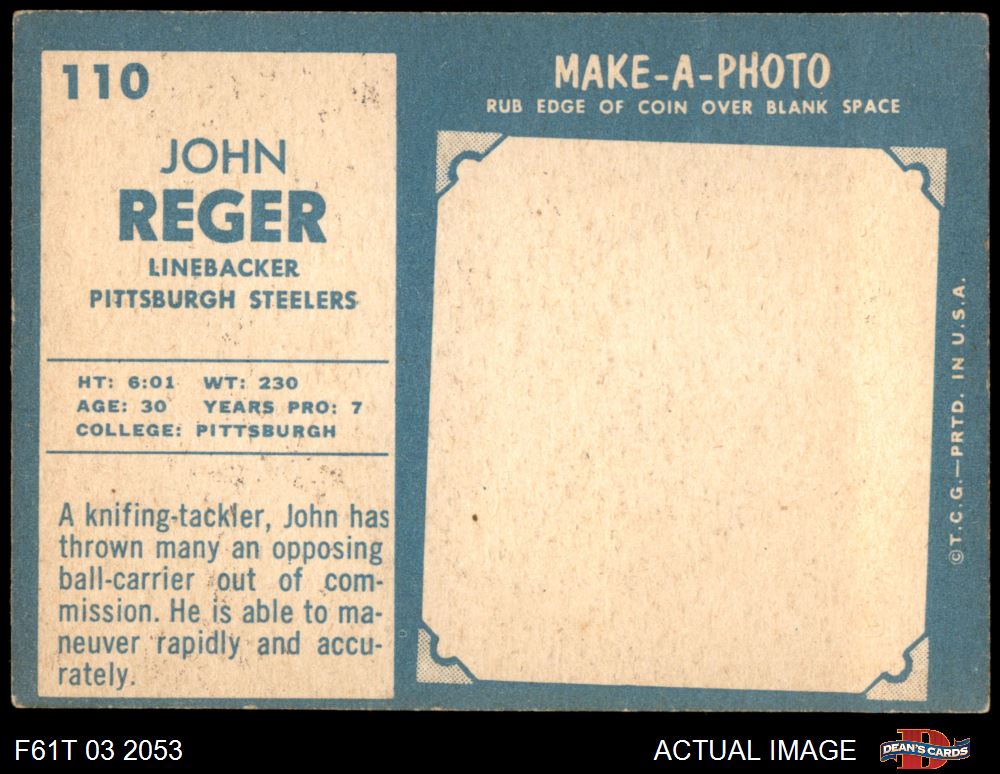 110
JOHN
REGER
LINEBACKER
PITTSBURGH STEELERS
HT: 6:01 WT: 230
AGE: 30 YEARS PRO: 7
COLLEGE: PITTSBURGH
A knifing-tackler, John has
thrown many an opposing
ball-carrier out of com-
mission. He is able to ma-
neuver rapidly and accu-
rately.
MAKE-A-PHOTO
RUB EDGE OF COIN OVER BLANK SPACE
©T.C.G.—PRTD. IN U.S.A.
F61T 03 2053
ACTUAL IMAGE
DEAN'S CARDS